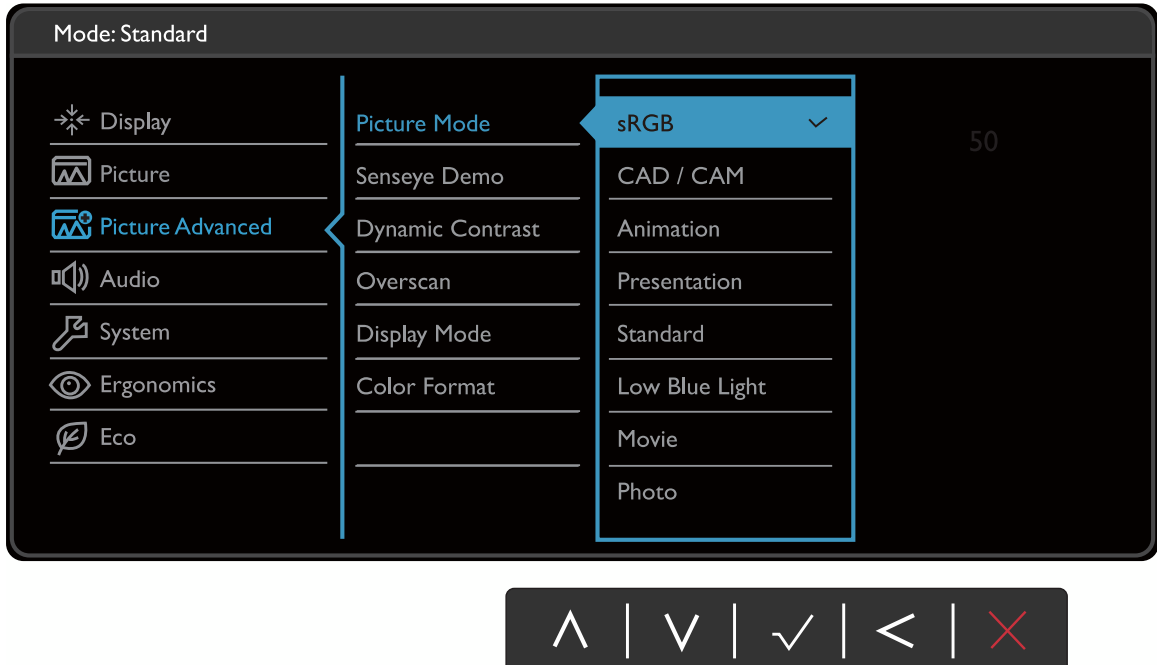 Mode: Standard
Display
Picture
Picture Advanced
Audio
System
Ergonomics
Eco
Picture Mode
Senseye Demo
Dynamic Contrast
Overscan
Display Mode
Color Format
sRGB
CAD / CAM
Animation
Presentation
Standard
Low Blue Light
Movie
Photo
50